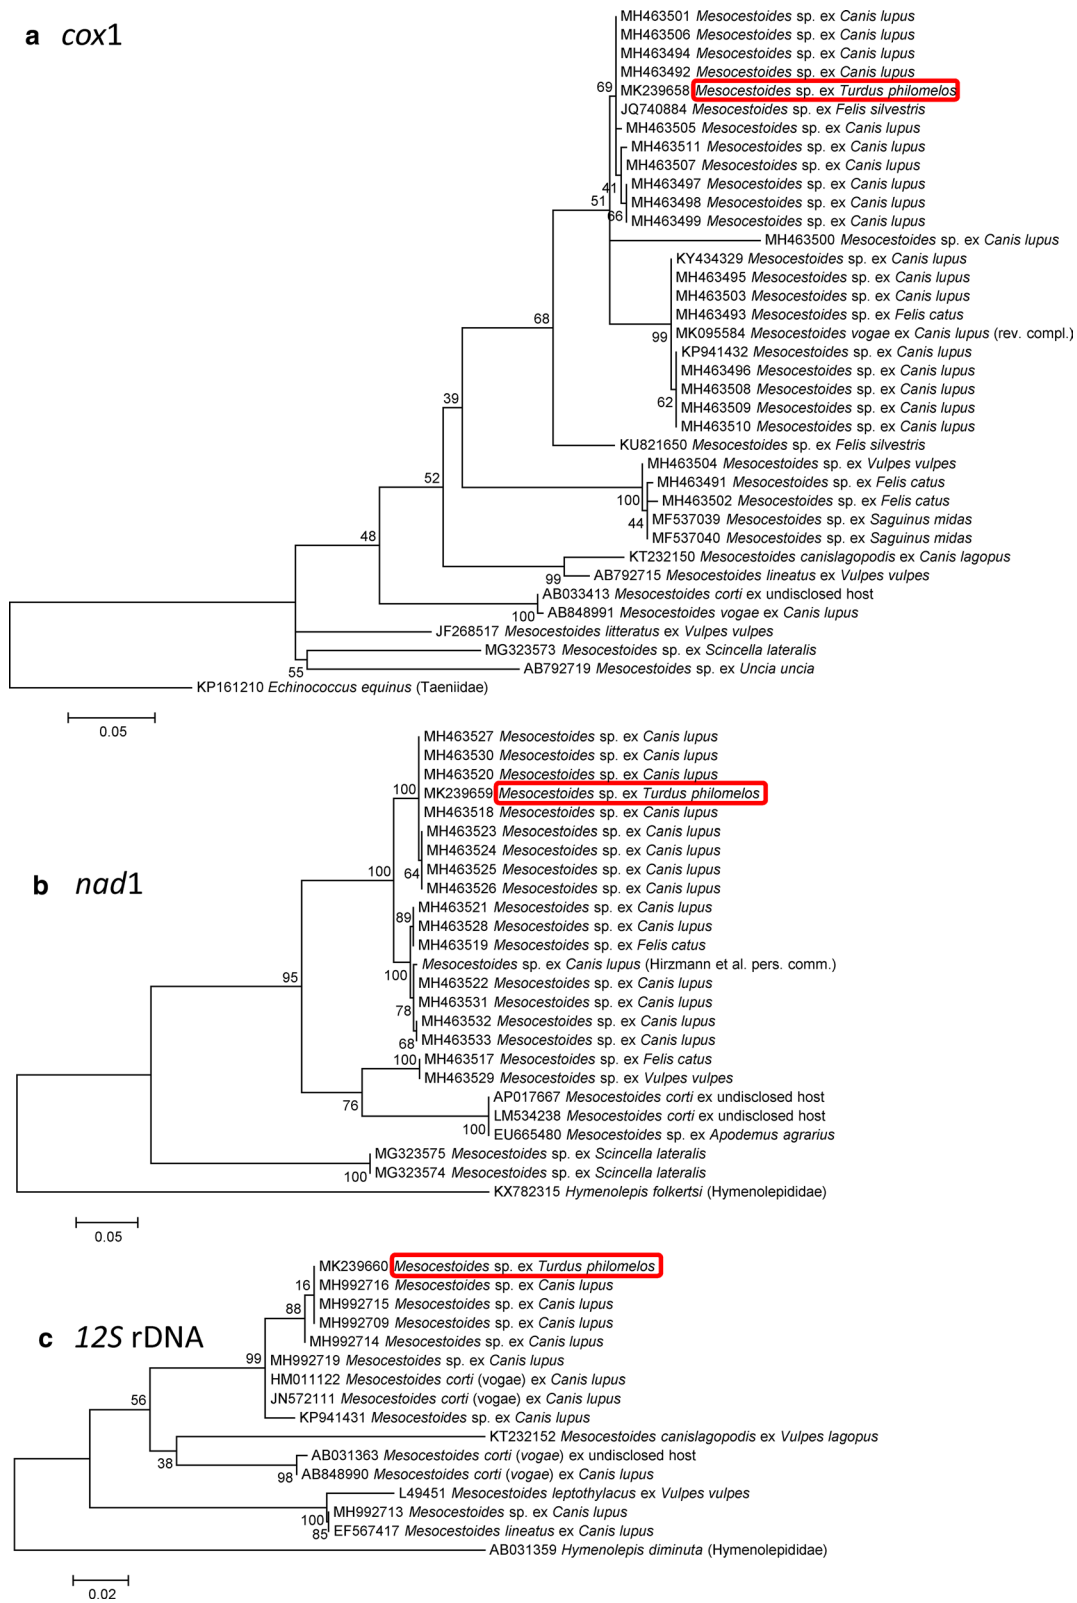 a cox1
MH463501 Mesocestoides sp. ex Canis lupus
MH463506 Mesocestoides sp. ex Canis lupus
MH463494 Mesocestoides sp. ex Canis lupus
MH463492 Mesocestoides sp. ex Canis lupus
69
MK239658 Mesocestoides sp. ex Turdus philomelos
JQ740884 Mesocestoides sp. ex Felis silvestris
MH463505 Mesocestoides sp. ex Canis lupus
MH463511 Mesocestoides sp. ex Canis lupus
MH463507 Mesocestoides sp. ex Canis lupus
41
MH463497 Mesocestoides sp. ex Canis lupus
51
MH463498 Mesocestoides sp. ex Canis lupus
66
MH463499 Mesocestoides sp. ex Canis lupus
MH463500 Mesocestoides sp. ex Canis lupus
KY434329 Mesocestoides sp. ex Canis lupus
MH463495 Mesocestoides sp. ex Canis lupus
MH463503 Mesocestoides sp. ex Canis lupus
MH463493 Mesocestoides sp. ex Felis catus
68
99
MK095584 Mesocestoides vogae ex Canis lupus (rev. compl.)
KP941432 Mesocestoides sp. ex Canis lupus
MH463496 Mesocestoides sp. ex Canis lupus
MH463508 Mesocestoides sp. ex Canis lupus
39
62
MH463509 Mesocestoides sp. ex Canis lupus
MH463510 Mesocestoides sp. ex Canis lupus
KU821650 Mesocestoides sp. ex Felis silvestris
MH463504 Mesocestoides sp. ex Vulpes vulpes
52
MH463491 Mesocestoides sp. ex Felis catus
100
MH463502 Mesocestoides sp. ex Felis catus
44
MF537039 Mesocestoides sp. ex Saguinus midas
48
MF537040 Mesocestoides sp. ex Saguinus midas
KT232150 Mesocestoides canislagopodis ex Canis lagopus
99
AB792715 Mesocestoides lineatus ex Vulpes vulpes
AB033413 Mesocestoides corti ex undisclosed host
100
AB848991 Mesocestoides vogae ex Canis lupus
JF268517 Mesocestoides litteratus ex Vulpes vulpes
MG323573 Mesocestoides sp. ex Scincella lateralis
55
AB792719 Mesocestoides sp. ex Uncia uncia
KP161210 Echinococcus equinus (Taeniidae)
0.05
b nad1
MH463527 Mesocestoides sp. ex Canis lupus
MH463530 Mesocestoides sp. ex Canis lupus
MH463520 Mesocestoides sp. ex Canis lupus
100
MK239659 Mesocestoides sp. ex Turdus philomelos
MH463518 Mesocestoides sp. ex Canis lupus
MH463523 Mesocestoides sp. ex Canis lupus
MH463524 Mesocestoides sp. ex Canis lupus
100
64
MH463525 Mesocestoides sp. ex Canis lupus
MH463526 Mesocestoides sp. ex Canis lupus
MH463521 Mesocestoides sp. ex Canis lupus
89
MH463528 Mesocestoides sp. ex Canis lupus
MH463519 Mesocestoides sp. ex Felis catus
Mesocestoides sp. ex Canis lupus (Hirzmann et al. pers. comm.)
95
100
MH463522 Mesocestoides sp. ex Canis lupus
MH463531 Mesocestoides sp. ex Canis lupus
78
MH463532 Mesocestoides sp. ex Canis lupus
68
MH463533 Mesocestoides sp. ex Canis lupus
100
MH463517 Mesocestoides sp. ex Felis catus
MH463529 Mesocestoides sp. ex Vulpes vulpes
AP017667 Mesocestoides corti ex undisclosed host
76
LM534238 Mesocestoides corti ex undisclosed host
100
EU665480 Mesocestoides sp. ex Apodemus agrarius
MG323575 Mesocestoides sp. ex Scincella lateralis
100
MG323574 Mesocestoides sp. ex Scincella lateralis
KX782315 Hymenolepis folkertsi (Hymenolepididae)
0.05
c 12S rDNA
MK239660 Mesocestoides sp. ex Turdus philomelos
16
MH992716 Mesocestoides sp. ex Canis lupus
88
MH992715 Mesocestoides sp. ex Canis lupus
MH992709 Mesocestoides sp. ex Canis lupus
MH992714 Mesocestoides sp. ex Canis lupus
99
MH992719 Mesocestoides sp. ex Canis lupus
HM011122 Mesocestoides corti (vogae) ex Canis lupus
56
JN572111 Mesocestoides corti (vogae) ex Canis lupus
KP941431 Mesocestoides sp. ex Canis lupus
KT232152 Mesocestoides canislagopodis ex Vulpes lagopus
38
AB031363 Mesocestoides corti (vogae) ex undisclosed host
98
AB848990 Mesocestoides corti (vogae) ex Canis lupus
L49451 Mesocestoides leptothylacus ex Vulpes vulpes
100
MH992713 Mesocestoides sp. ex Canis lupus
85
EF567417 Mesocestoides lineatus ex Canis lupus
AB031359 Hymenolepis diminuta (Hymenolepididae)
0.02